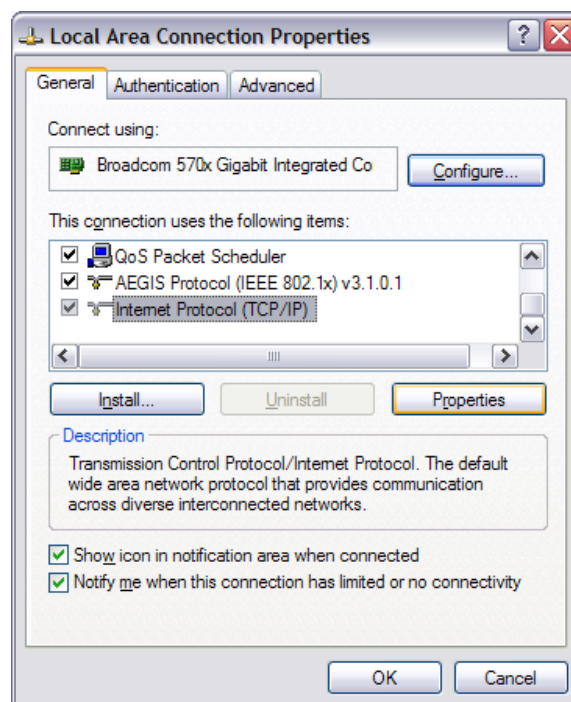 Local Area Connection Properties
General Authentication Advanced
Connect using:
Broadcom 570x Gigabit Integrated Co
Configure...
This connection uses the following items:
QoS Packet Scheduler
AEGIS Protocol (IEEE 802.1x) v3.1.0.1
Internet Protocol (TCP/IP)
Install... Uninstall Properties
Description
Transmission Control Protocol/Internet Protocol. The default
wide area network protocol that provides communication
across diverse interconnected networks.
Show icon in notification area when connected
Notify me when this connection has limited or no connectivity
OK Cancel